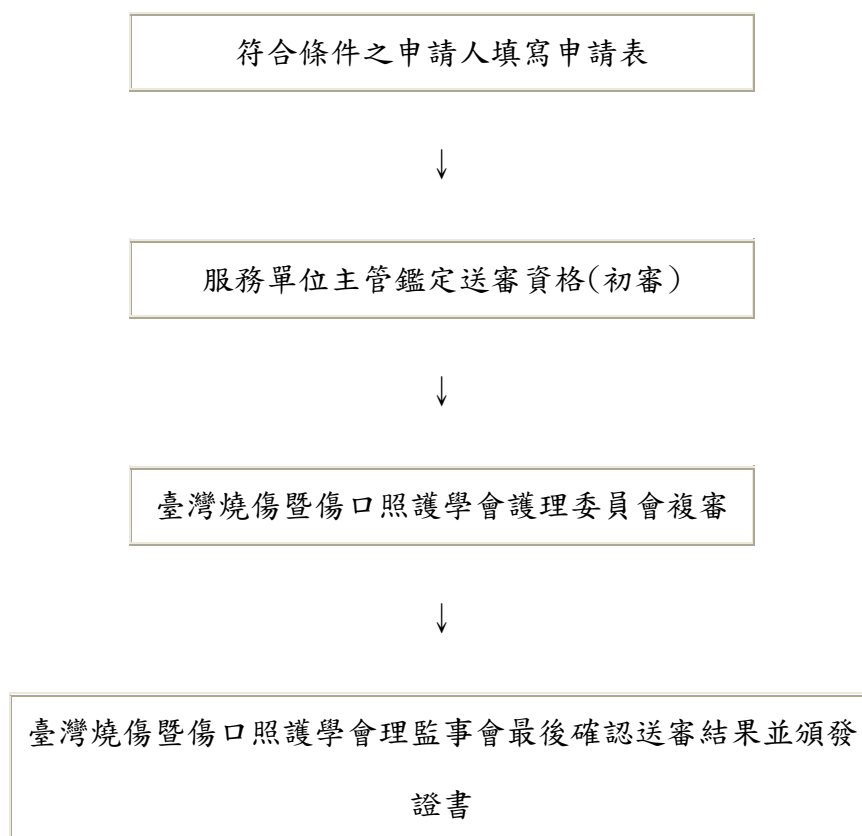 符合條件之申請人填寫申請表
↓
服務單位主管鑑定送審資格(初審)
↓
臺灣燒傷暨傷口照護學會護理委員會複審
↓
臺灣燒傷暨傷口照護學會理監事會最後確認送審結果並頒發
證書